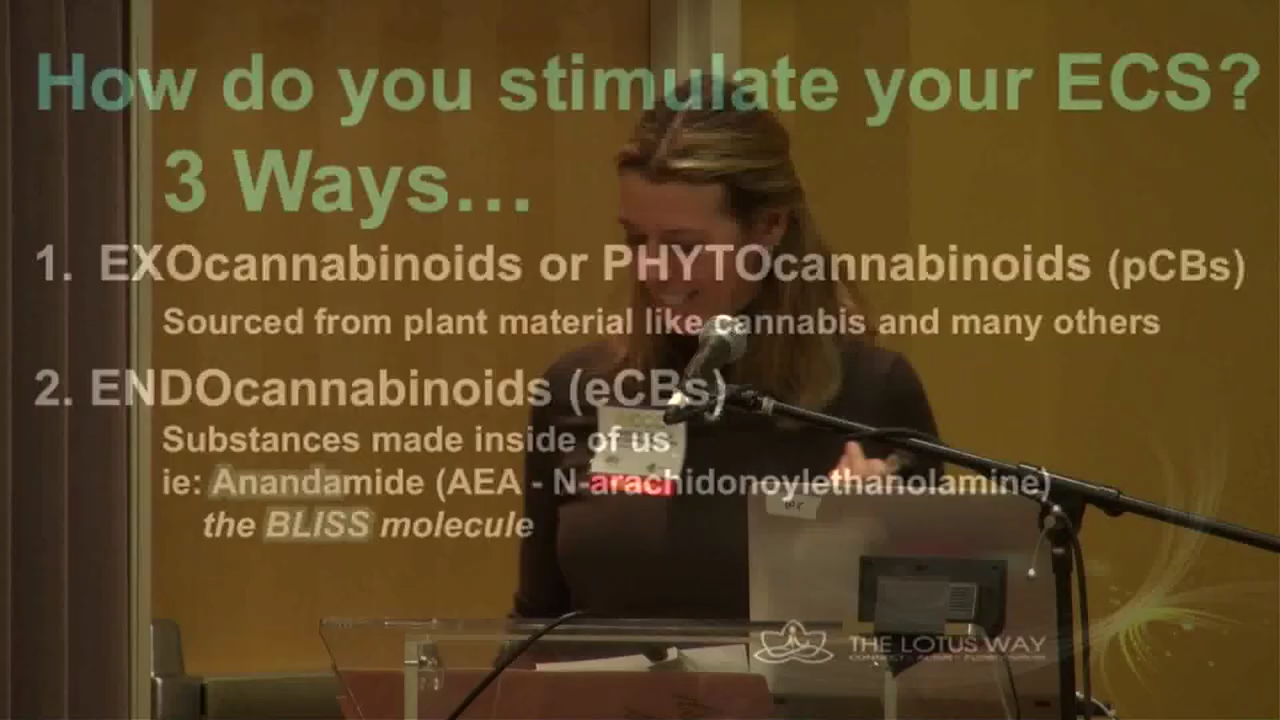 How do you stimulate your ECS?
3 Ways…
1. EXOcannabinoids or PHYTOcannabinoids (pCBs)
Sourced from plant material like cannabis and many others
2. ENDOcannabinoids (eCBs)
Substances made inside of us
ie: Anandamide (AEA - N-arachidonoylethanolamine)
the BLISS molecule
THE LOTUS WAY